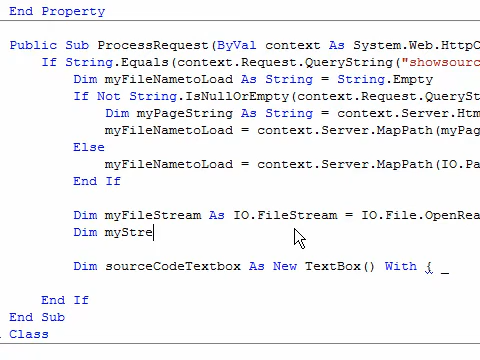 End Property
Public Sub ProcessRequest(ByVal context As System.Web.HttpC
If String.Equals(context.Request.QueryString("showsourc
Dim myFileNametoLoad As String = String.Empty
If Not String.IsNullOrEmpty(context.Request.QuerySt
Dim myPageString As String = context.Server.Htm
myFileNametoLoad = context.Server.MapPath(myPag
Else
myFileNametoLoad = context.Server.MapPath(IO.Pa
End If
Dim myFileStream As IO.FileStream = IO.File.OpenRea
Dim myStre
Dim sourceCodeTextbox As New TextBox() With { _
End If
End Sub
Class